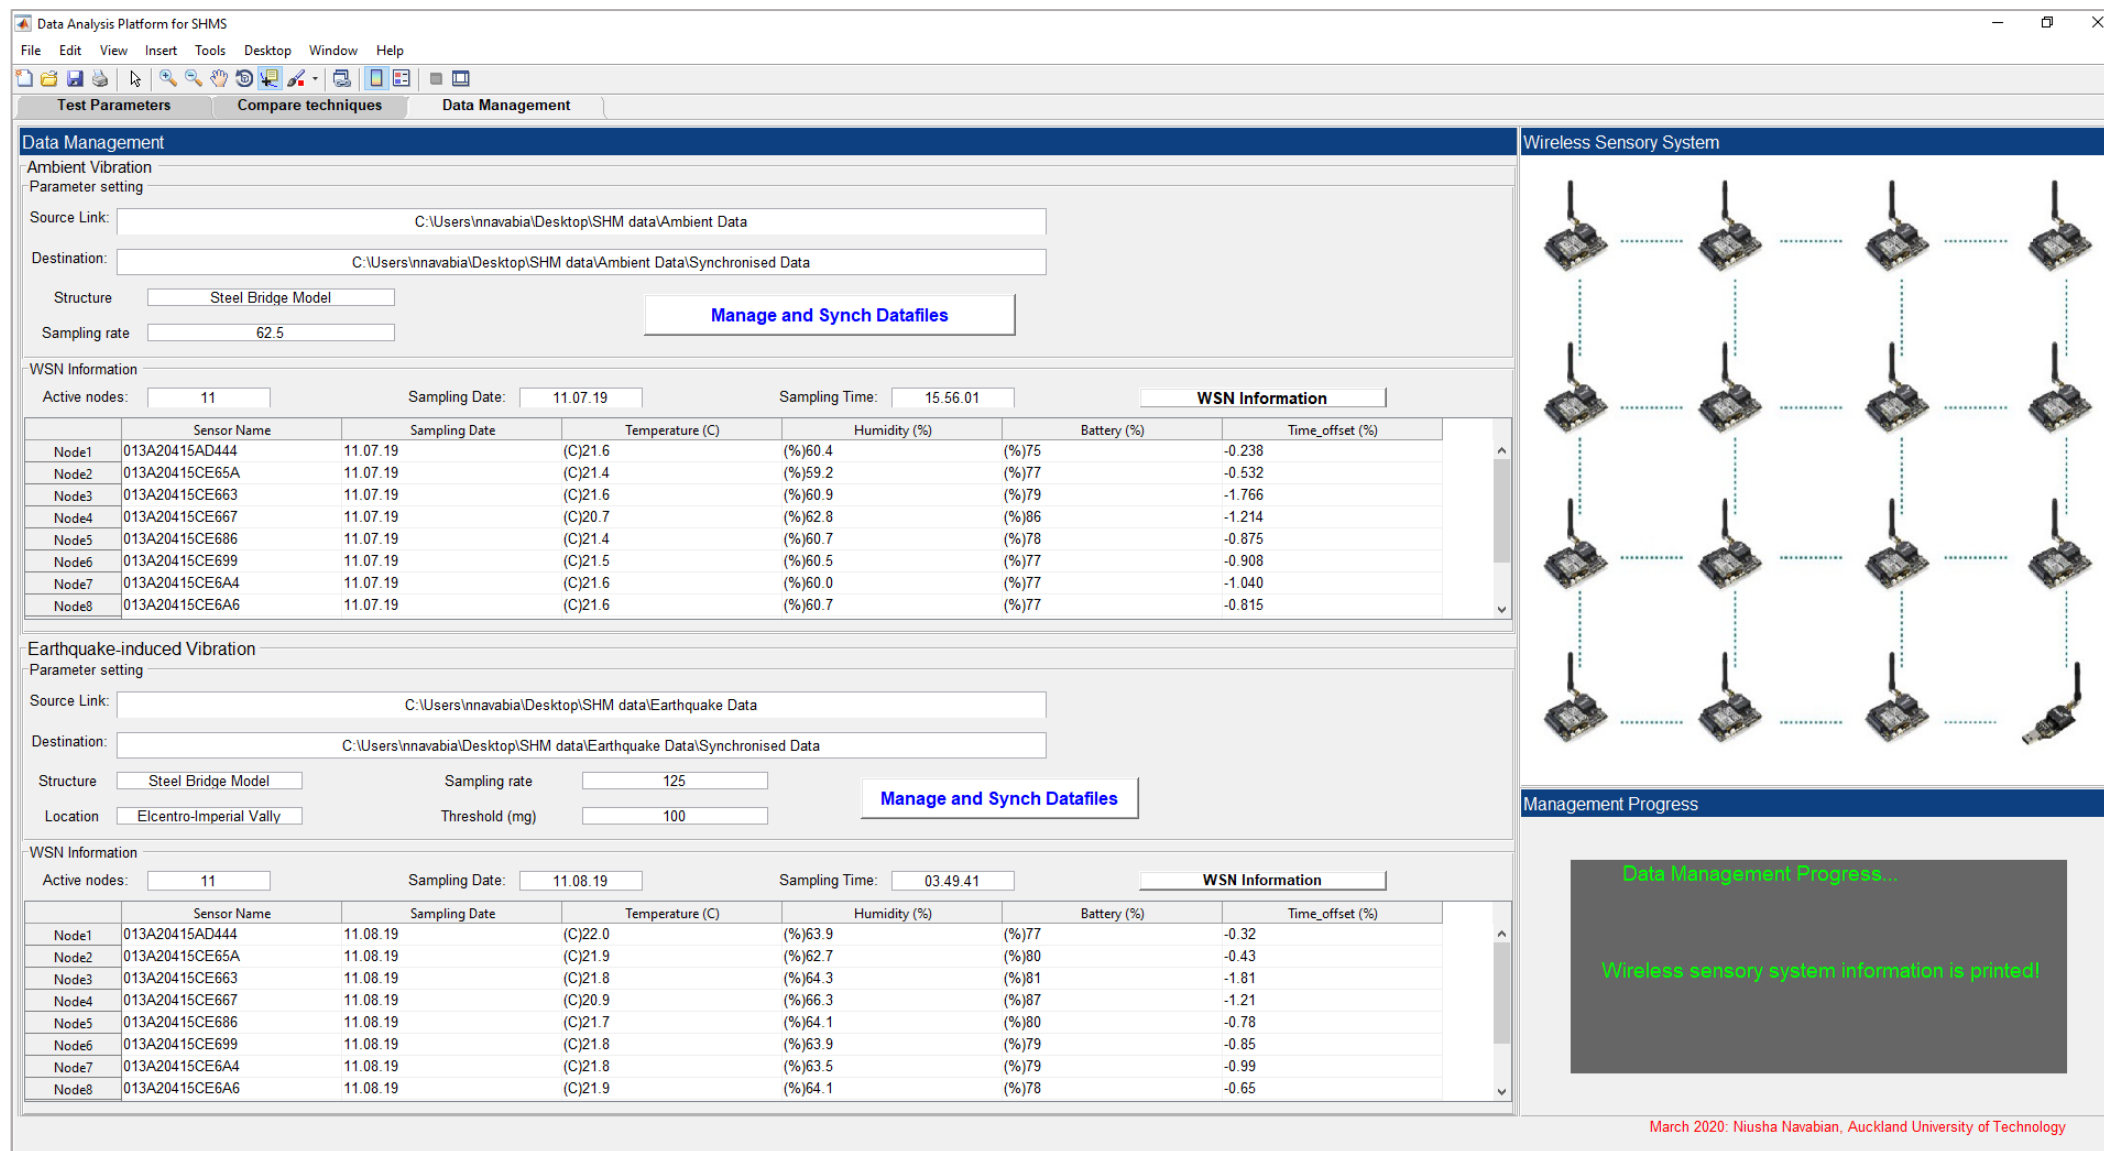 Data Analysis Platform for SHMS
File Edit View Insert Tools Desktop Window Help
Test Parameters Compare techniques Data Management
Data Management
Ambient Vibration
Parameter setting
Source Link: C:\Users\nnavabia\Desktop\SHM data\Ambient Data
Destination: C:\Users\nnavabia\Desktop\SHM data\Ambient Data\Synchronised Data
Structure Steel Bridge Model
Manage and Synch Datafiles
Sampling rate 62.5
WSN Information
Active nodes: 11 Sampling Date: 11.07.19 Sampling Time: 15.56.01 WSN Information
Sensor Name Sampling Date Temperature (C) Humidity (%) Battery (%) Time_offset (%)
Node1 013A20415AD444 11.07.19 (C)21.6 (%)60.4 (%)75 -0.238
Node2 013A20415CE65A 11.07.19 (C)21.4 (%)59.2 (%)77 -0.532
Node3 013A20415CE663 11.07.19 (C)21.6 (%)60.9 (%)79 -1.766
Node4 013A20415CE667 11.07.19 (C)20.7 (%)62.8 (%)86 -1.214
Node5 013A20415CE686 11.07.19 (C)21.4 (%)60.7 (%)78 -0.875
Node6 013A20415CE699 11.07.19 (C)21.5 (%)60.5 (%)77 -0.908
Node7 013A20415CE6A4 11.07.19 (C)21.6 (%)60.0 (%)77 -1.040
Node8 013A20415CE6A6 11.07.19 (C)21.6 (%)60.7 (%)77 -0.815
Earthquake-induced Vibration
Parameter setting
Source Link: C:\Users\nnavabia\Desktop\SHM data\Earthquake Data
Destination: C:\Users\nnavabia\Desktop\SHM data\Earthquake Data\Synchronised Data
Structure Steel Bridge Model Sampling rate 125
Manage and Synch Datafiles
Location Elcentro-Imperial Vally Threshold (mg) 100
WSN Information
Active nodes: 11 Sampling Date: 11.08.19 Sampling Time: 03.49.41 WSN Information
Sensor Name Sampling Date Temperature (C) Humidity (%) Battery (%) Time_offset (%)
Node1 013A20415AD444 11.08.19 (C)22.0 (%)63.9 (%)77 -0.32
Node2 013A20415CE65A 11.08.19 (C)21.9 (%)62.7 (%)80 -0.43
Node3 013A20415CE663 11.08.19 (C)21.8 (%)64.3 (%)81 -1.81
Node4 013A20415CE667 11.08.19 (C)20.9 (%)66.3 (%)87 -1.21
Node5 013A20415CE686 11.08.19 (C)21.7 (%)64.1 (%)80 -0.78
Node6 013A20415CE699 11.08.19 (C)21.8 (%)63.9 (%)79 -0.85
Node7 013A20415CE6A4 11.08.19 (C)21.8 (%)63.5 (%)79 -0.99
Node8 013A20415CE6A6 11.08.19 (C)21.9 (%)64.1 (%)78 -0.65
Wireless Sensory System
Management Progress
Data Management Progress...
Wireless sensory system information is printed!
March 2020: Niusha Navabian, Auckland University of Technology